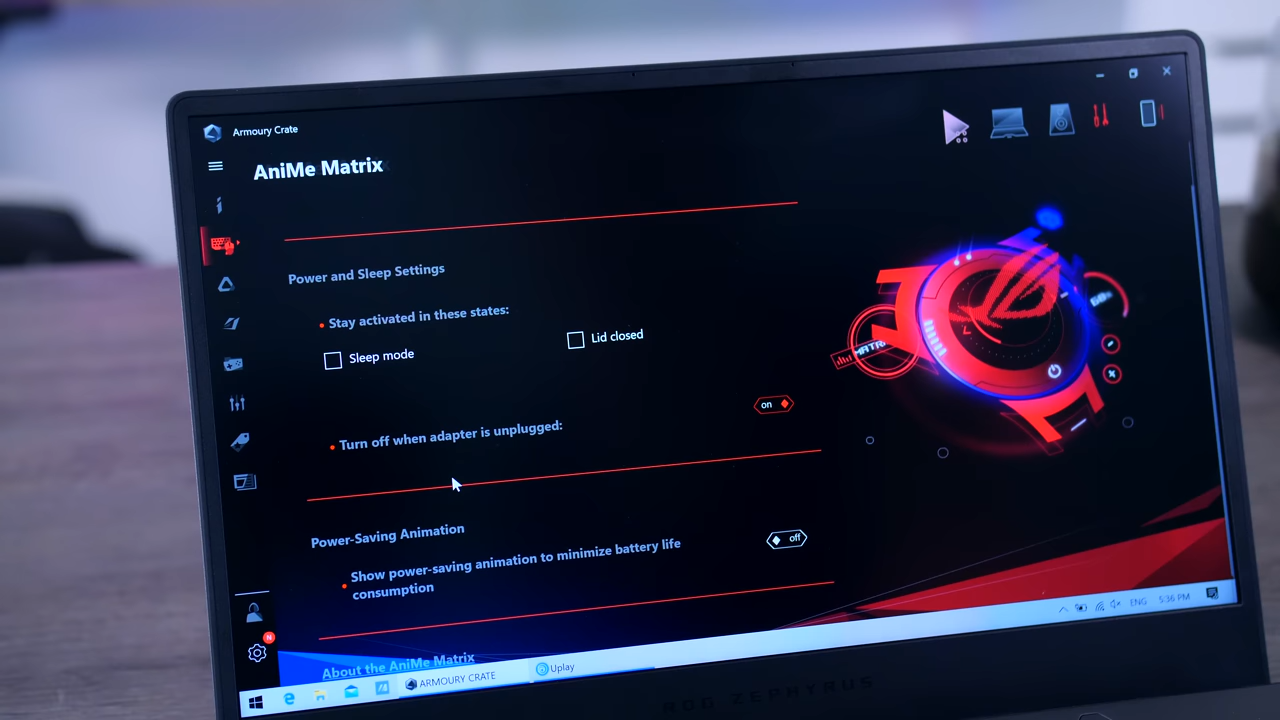 Armoury Crate
AniMe Matrix
Power and Sleep Settings
Stay activated in these states:
Sleep mode
Lid closed
on
Turn off when adapter is unplugged:
Power-Saving Animation
off
Show power-saving animation to minimize battery life
consumption
About the AniMe Matrix
MATRIX
68%
N
ARMOURY CRATE
Uplay
ENG
5:36 PM
ROG ZEPHYRUS